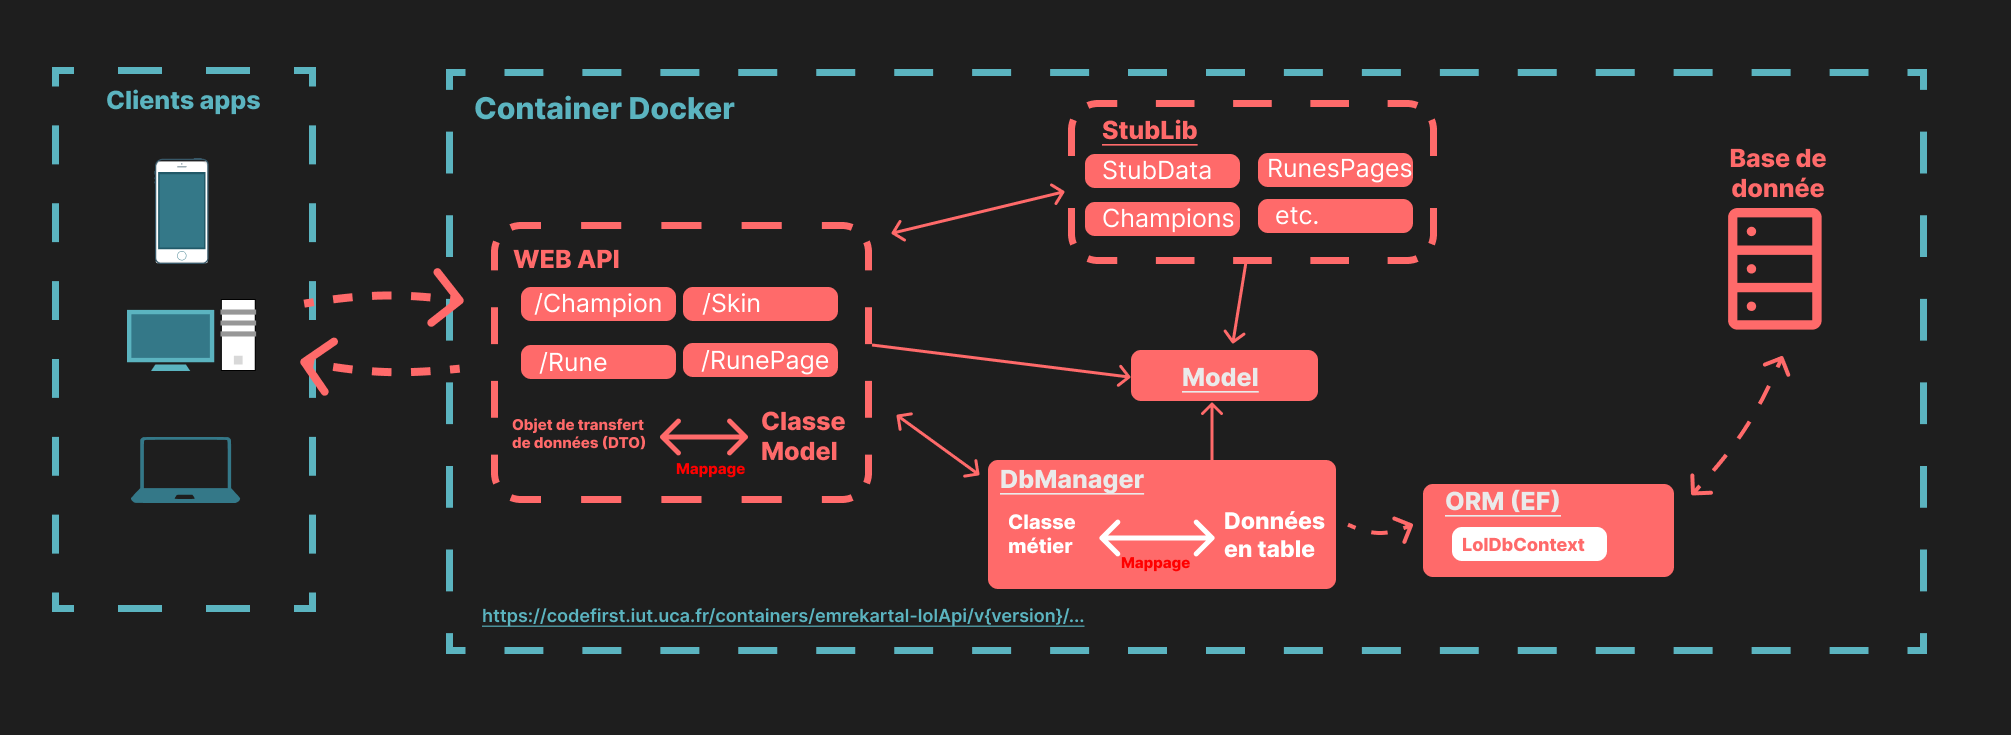 Clients apps
Container Docker
StubLib
StubData
RunesPages
Champions
etc.
Base de
donnée
WEB API
/Champion
/Skin
/Rune
/RunePage
Objet de transfert
de données (DTO)
Mappage
Classe
Model
Model
DbManager
Classe
métier
Mappage
Données
en table
ORM (EF)
LolDbContext
https://codefirst.iut.uca.fr/containers/emrekartal-lolApi/v{version}/...